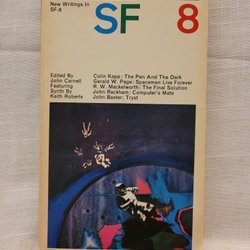 New Writings In
SF-8
SF 8
Edited By
John Carnell
Featuring
Synth By
Keith Roberts
Colin Kapp: The Pen And The Dark
Gerald W. Page: Spacemen Live Forever
R. W. Mackelworth: The Final Solution
John Rackham: Computer's Mate
John Baxter: Tryst